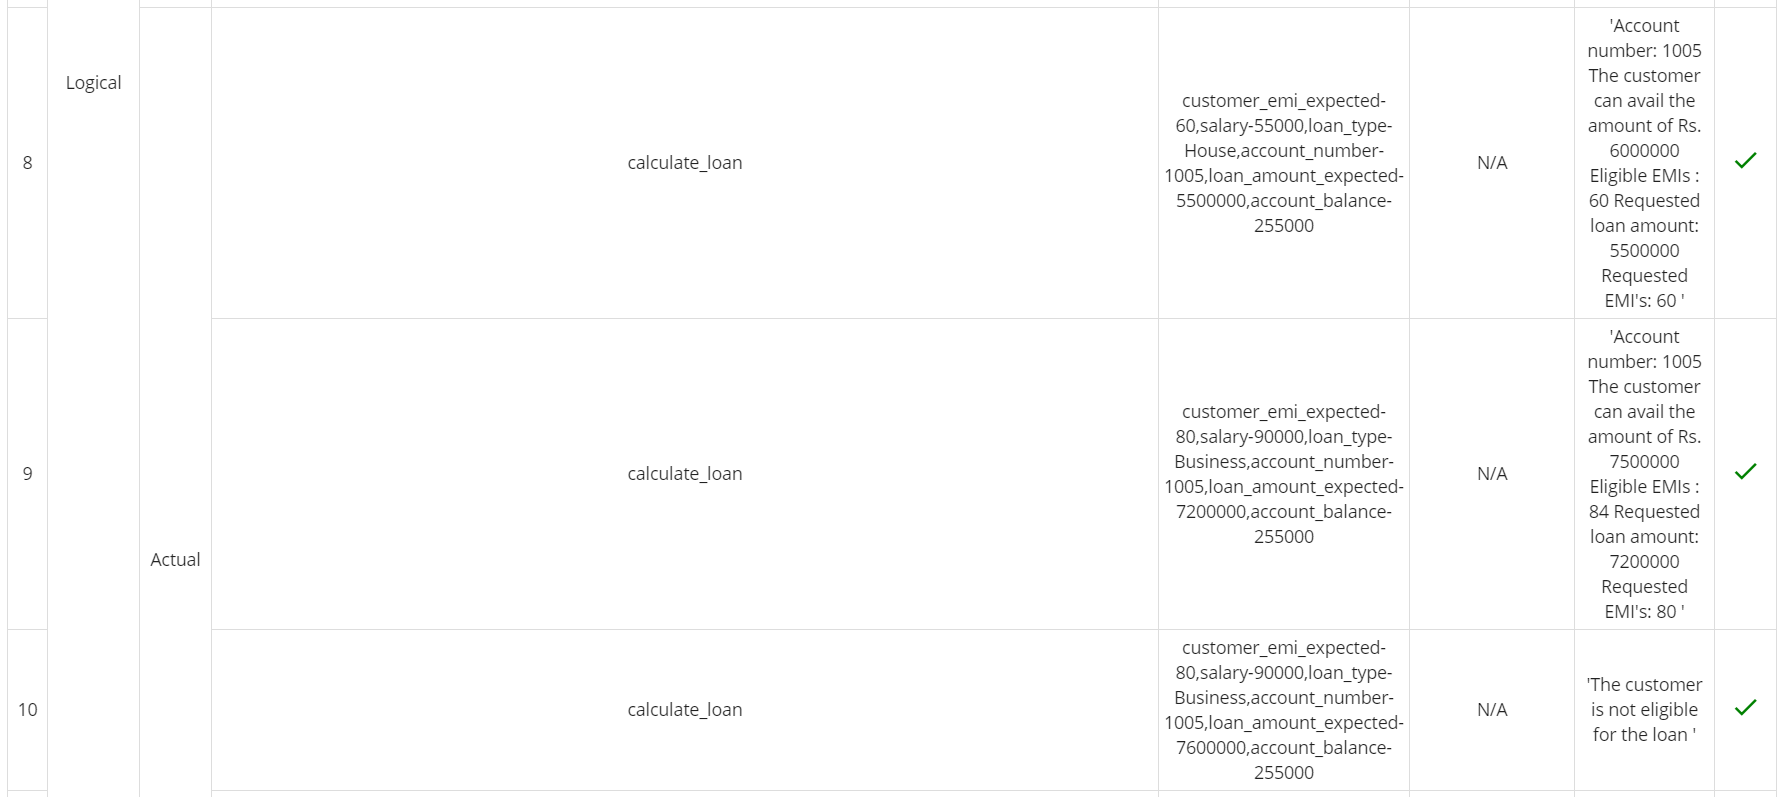 Logical
Actual
8
calculate_loan
customer_emi_expected-
60,salary-55000,loan_type-
House,account_number-
1005,loan_amount_expected-
5500000,account_balance-
255000
N/A
'Account
number: 1005
The customer
can avail the
amount of Rs.
6000000
Eligible EMIs :
60 Requested
loan amount:
5500000
Requested
EMI's: 60 '
9
calculate_loan
customer_emi_expected-
80,salary-90000,loan_type-
Business,account_number-
1005,loan_amount_expected-
7200000,account_balance-
255000
N/A
'Account
number: 1005
The customer
can avail the
amount of Rs.
7500000
Eligible EMIs :
84 Requested
loan amount:
7200000
Requested
EMI's: 80 '
10
calculate_loan
customer_emi_expected-
80,salary-90000,loan_type-
Business,account_number-
1005,loan_amount_expected-
7600000,account_balance-
255000
N/A
'The customer
is not eligible
for the loan '